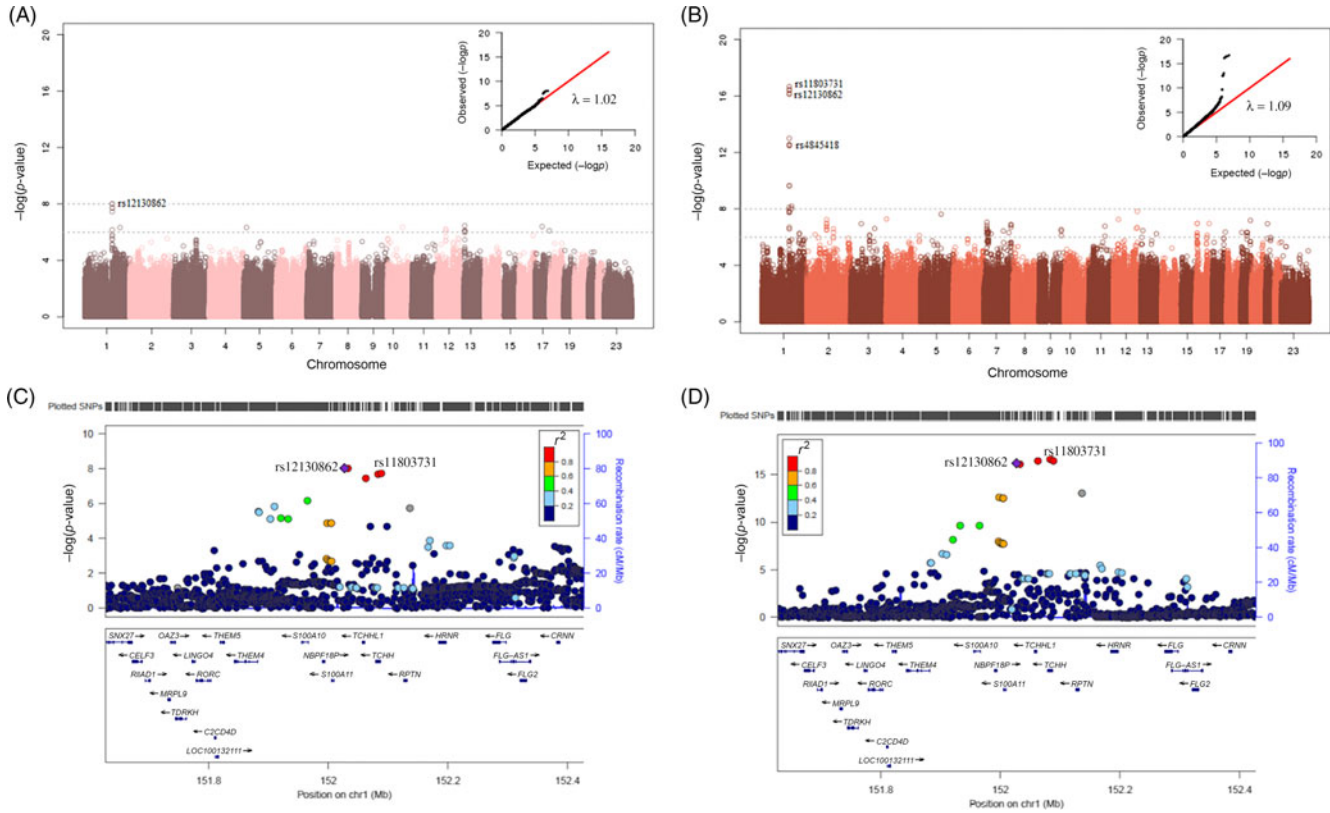 (A)
20
16
12
8
4
0
−log(p-value)
rs12130862
Observed (−logp)
20
15
10
5
0
λ = 1.02
0 5 10 15 20
Expected (−logp)
1 2 3 4 5 6 7 8 9 10 11 12 13 15 17 19 23
Chromosome
(B)
20
16
12
8
4
0
−log(p-value)
rs11803731
rs12130862
rs4845418
Observed (−logp)
20
15
10
5
0
λ = 1.09
0 5 10 15 20
Expected (−logp)
1 2 3 4 5 6 7 8 9 10 11 12 13 15 17 19 23
Chromosome
(C)
Plotted SNPs
10
8
6
4
2
0
−log(p-value)
rs12130862
rs11803731
r2
0.8
0.6
0.4
0.2
100
80
60
40
20
0
Recombination rate (cM/Mb)
SNX27 OAZ3 THEM5 S100A10 TCHHL1 HRNR FLG CRNN
CELF3 LINGO4 THEM4 NBPF18P TCHH FLG−AS1
RIIAD1 RORC S100A11 RPTN FLG2
MRPL9
TDRKH
C2CD4D
LOC100132111
151.8 152 152.2 152.4
Position on chr1 (Mb)
(D)
Plotted SNPs
15
10
5
0
−log(p-value)
rs12130862
rs11803731
r2
0.8
0.6
0.4
0.2
100
80
60
40
20
0
Recombination rate (cM/Mb)
SNX27 OAZ3 THEM5 S100A10 TCHHL1 HRNR FLG CRNN
CELF3 LINGO4 THEM4 NBPF18P TCHH FLG−AS1
RIIAD1 RORC S100A11 RPTN FLG2
MRPL9
TDRKH
C2CD4D
LOC100132111
151.8 152 152.2 152.4
Position on chr1 (Mb)